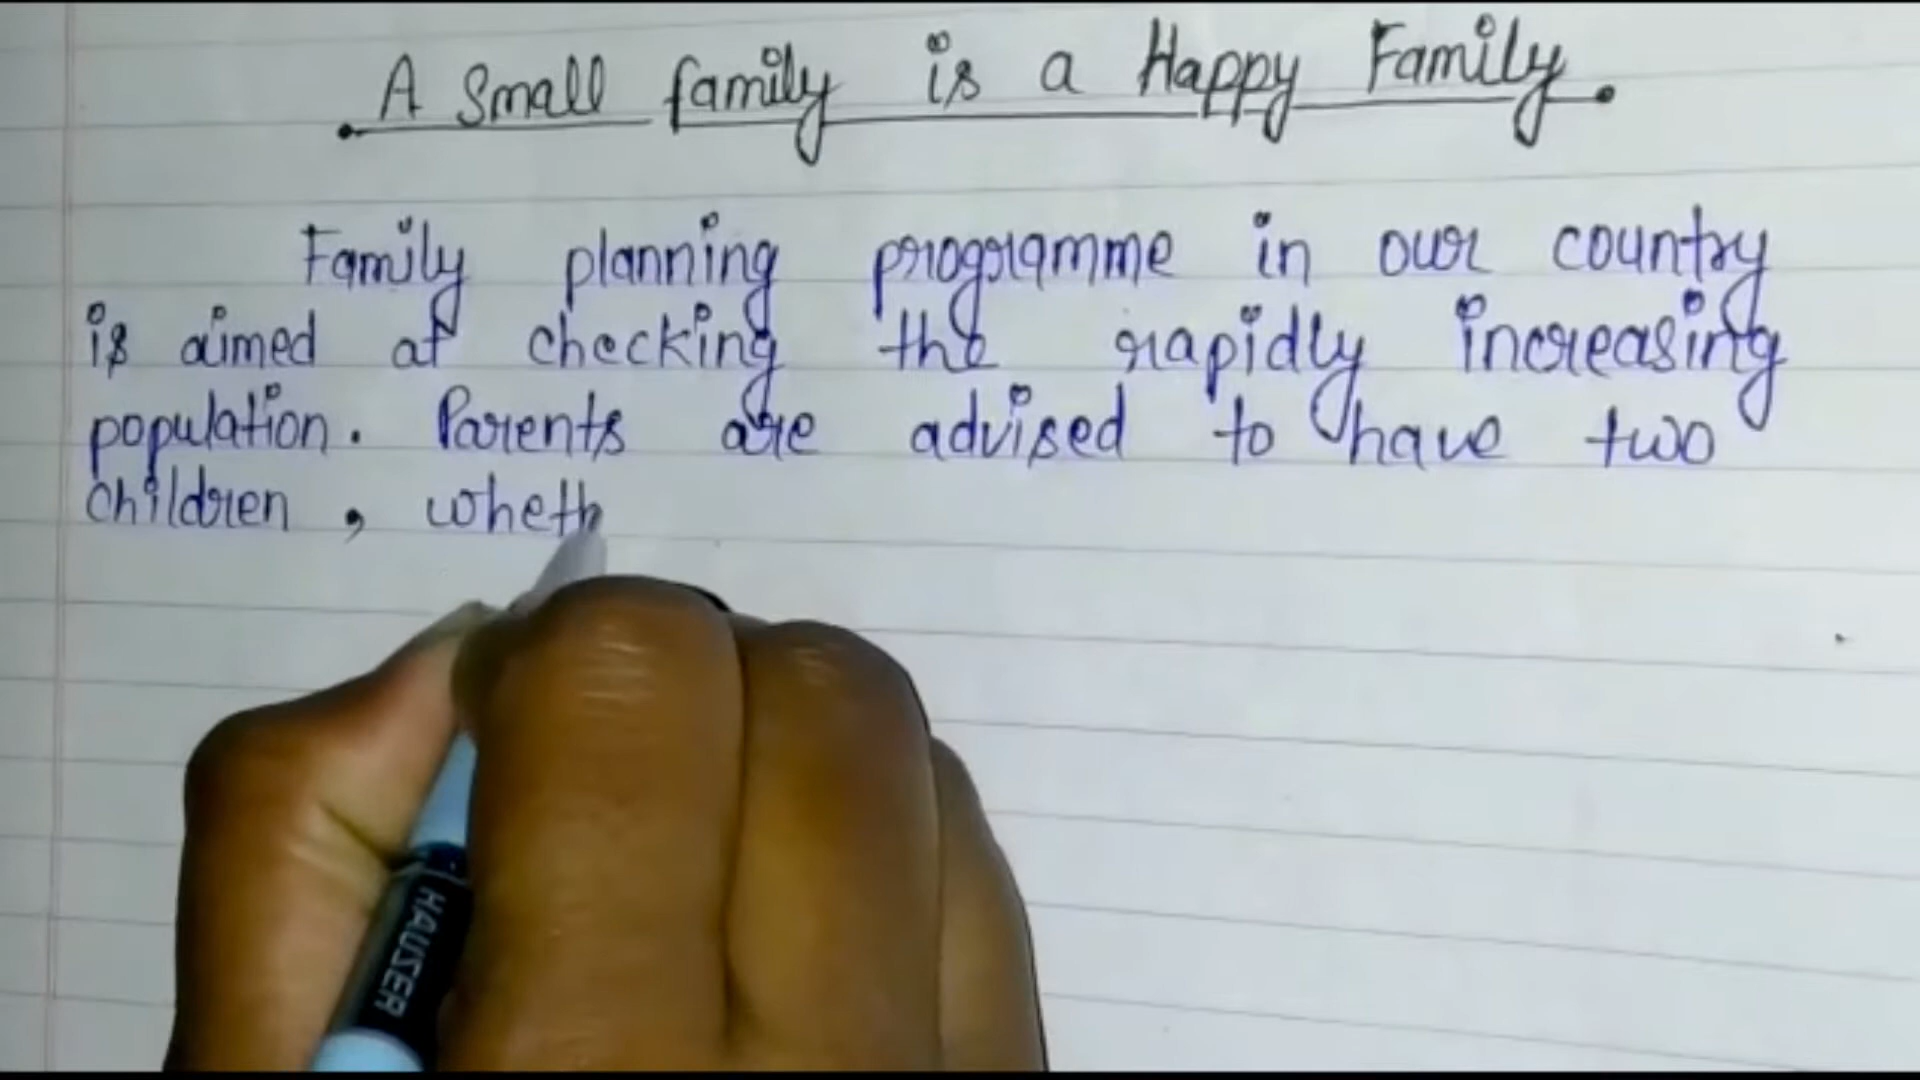 A Small family is a Happy Family.
Family planning programme in our country
is aimed at checking the rapidly increasing
population. Parents are advised to have two
children, wheth
HAUSER